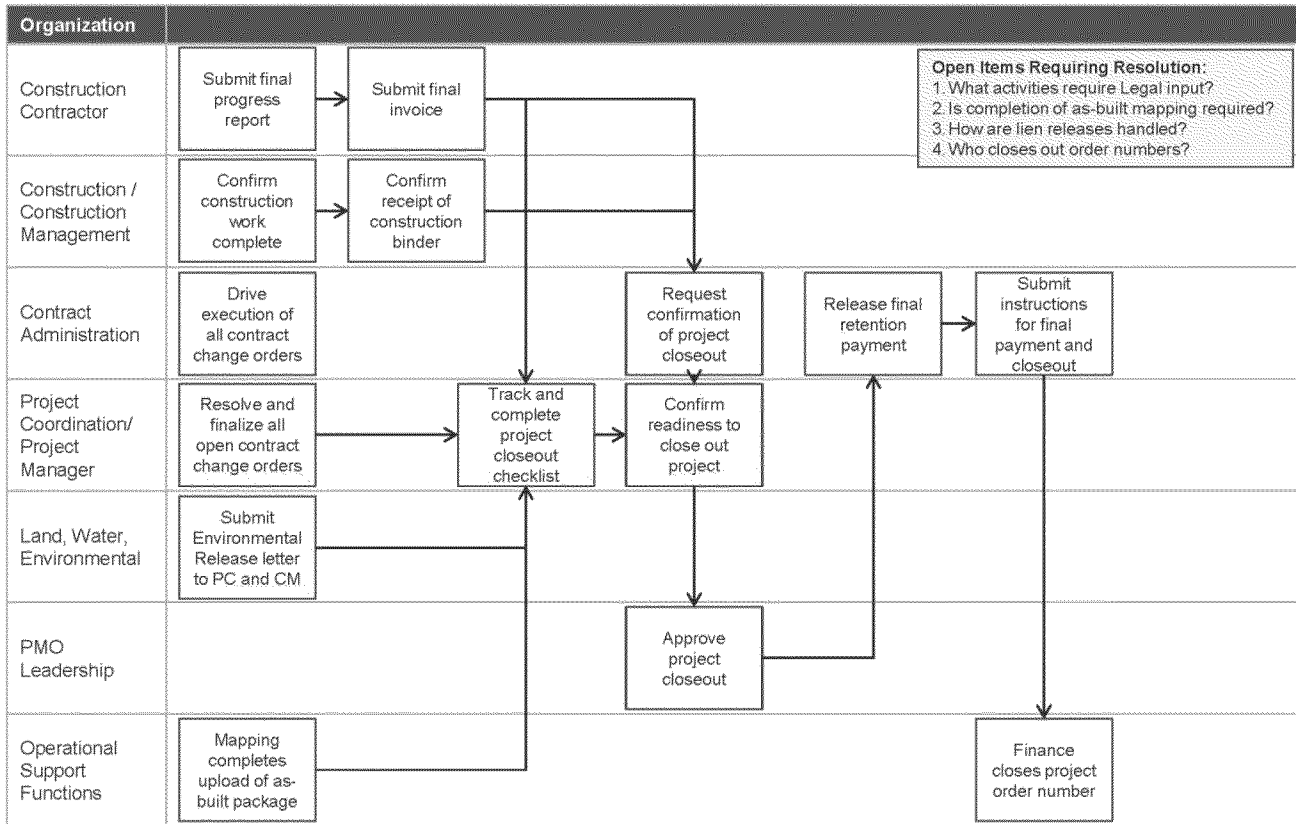 Organization
Construction
Contractor
Submit final
progress
report
Submit final
invoice
Open Items Requiring Resolution:
1. What activities require Legal input?
2. Is completion of as-built mapping required?
3. How are lien releases handled?
4. Who closes out order numbers?
Construction /
Construction
Management
Confirm
construction
work
complete
Confirm
receipt of
construction
binder
Contract
Administration
Drive
execution of
all contract
change orders
Request
confirmation
of project
closeout
Release final
retention
payment
Submit
instructions
for final
payment and
closeout
Project
Coordination/
Project
Manager
Resolve and
finalize all
open contract
change orders
Track and
complete
project
closeout
checklist
Confirm
readiness to
close out
project
Land, Water,
Environmental
Submit
Environmental
Release letter
to PC and CM
PMO
Leadership
Approve
project
closeout
Operational
Support
Functions
Mapping
completes
upload of as-
built package
Finance
closes project
order number